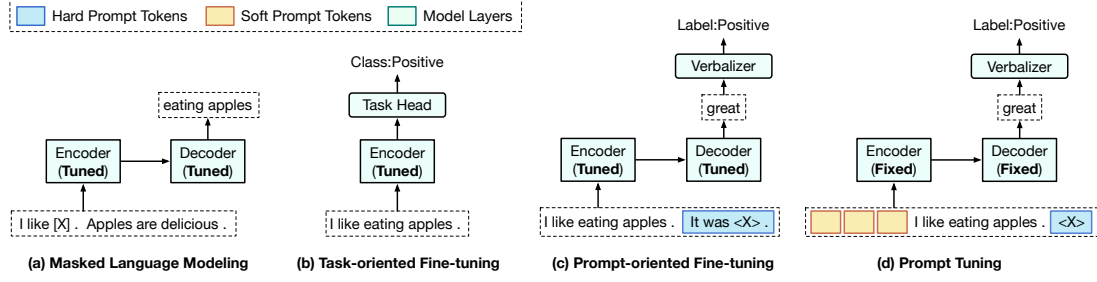 Hard Prompt Tokens Soft Prompt Tokens Model Layers
eating apples
Encoder
(Tuned)
Decoder
(Tuned)
I like [X] . Apples are delicious .
(a) Masked Language Modeling
Class:Positive
Task Head
Encoder
(Tuned)
I like eating apples .
(b) Task-oriented Fine-tuning
Label:Positive
Verbalizer
great
Encoder
(Tuned)
Decoder
(Tuned)
I like eating apples . It was <X> .
(c) Prompt-oriented Fine-tuning
Label:Positive
Verbalizer
great
Encoder
(Fixed)
Decoder
(Fixed)
I like eating apples . <X>
(d) Prompt Tuning